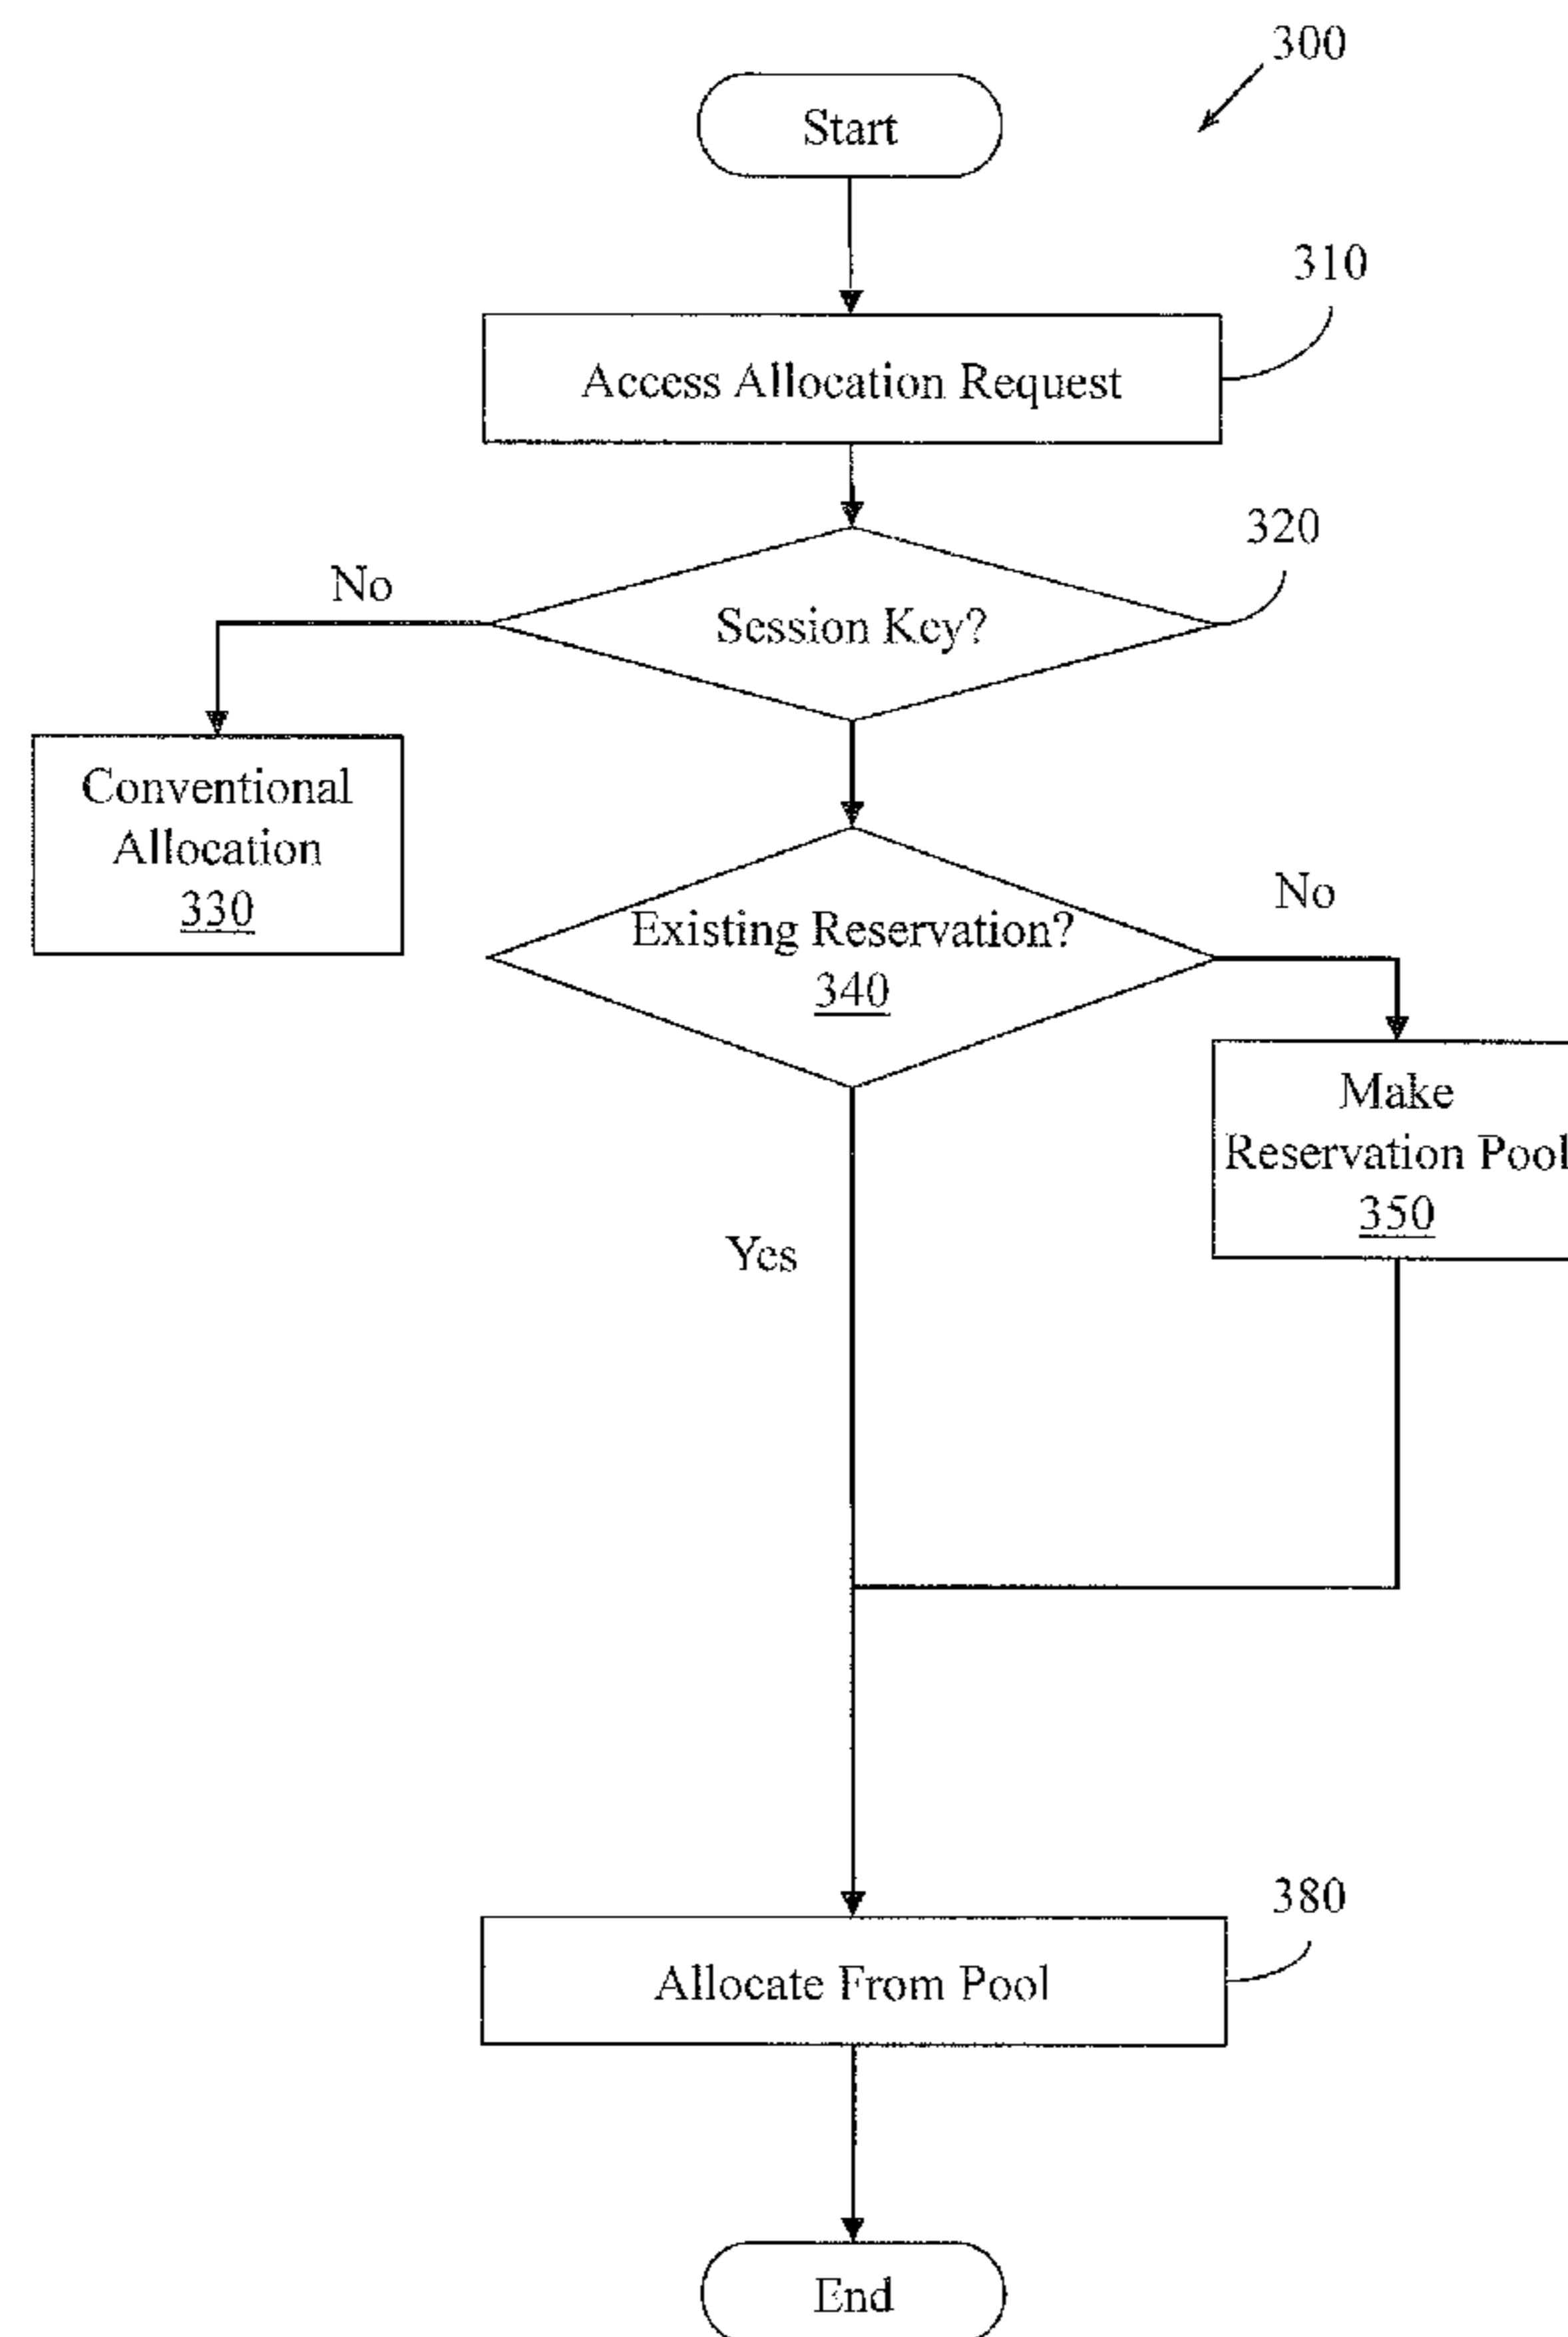 300
Start
310
Access Allocation Request
320
No
Session Key?
Conventional
Allocation
330
Existing Reservation?
340
No
Make
Reservation Pool
350
Yes
380
Allocate From Pool
End